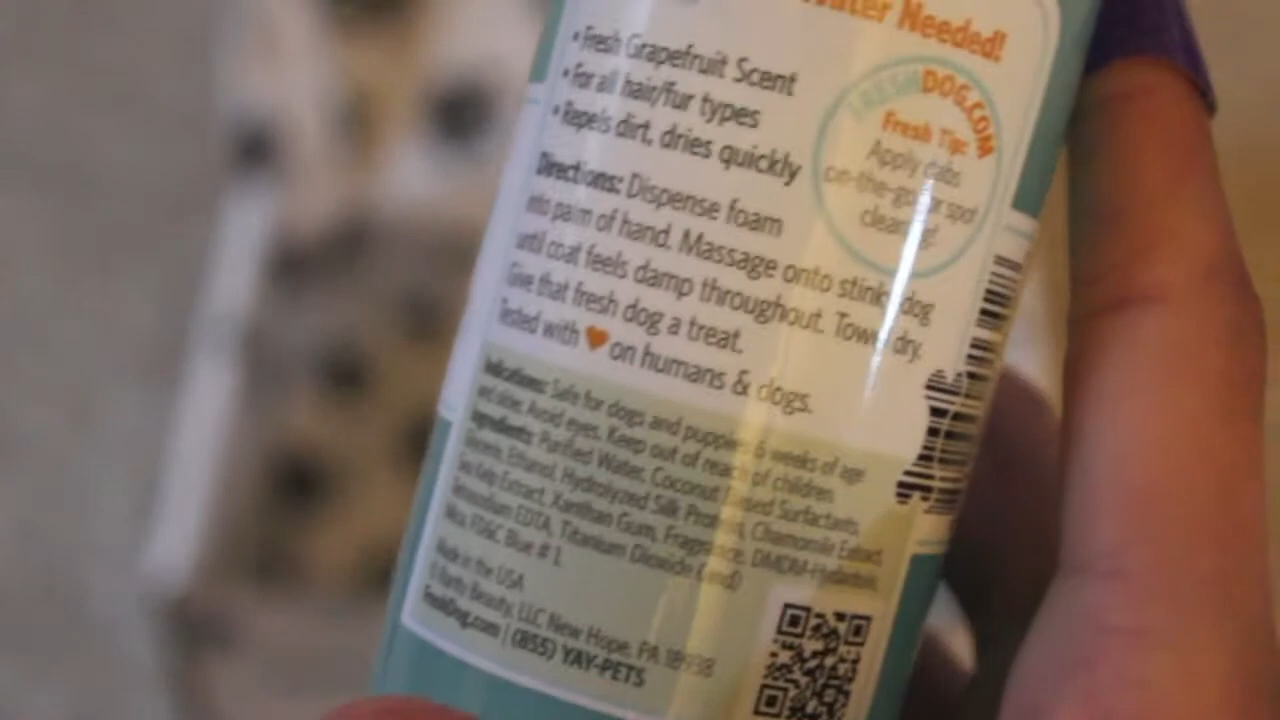 Water Needed!
• Fresh Grapefruit Scent
• For all hair/fur types
• Repels dirt, dries quickly
FRESHDOG.COM
Fresh Tip:
Apply dabs
on-the-go for spot
cleaning!
Directions: Dispense foam
into palm of hand. Massage onto stinky dog
until coat feels damp throughout. Towel dry.
Give that fresh dog a treat.
Tested with on humans & dogs.
Indications: Safe for dogs and puppies 6 weeks of age
and older. Avoid eyes. Keep out of reach of children.
Ingredients: Purified Water, Coconut Based Surfactants,
Glycerin, Ethanol, Hydrolyzed Silk Protein, Chamomile Extract
Sea Kelp Extract, Xanthan Gum, Fragrance, DMDM-Hydantoin,
Tetrasodium EDTA, Titanium Dioxide (and)
Mica, FD&C Blue # 1.
Made in the USA
Beauty, LLC New Hope, PA 18938
FreshDog.com | (855) YAY-PETS